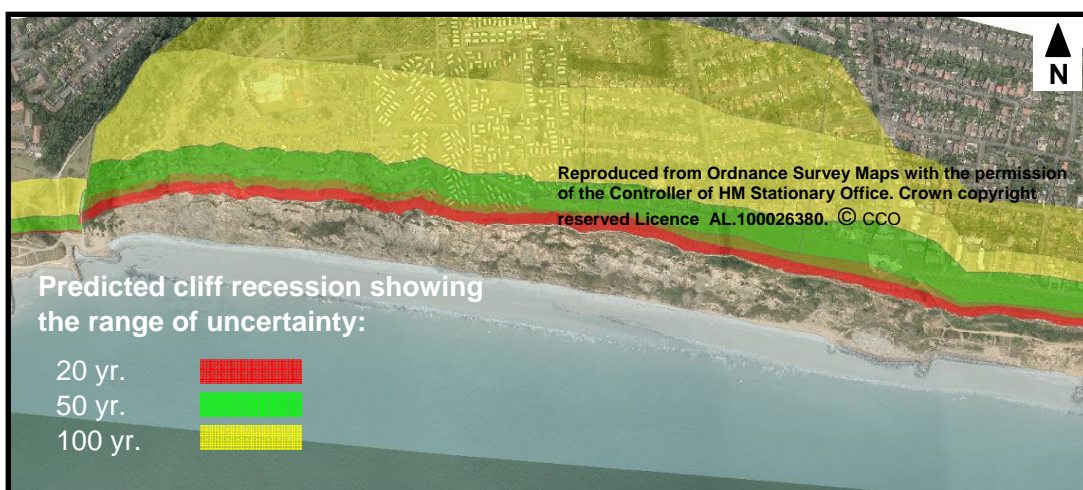 N
Reproduced from Ordnance Survey Maps with the permission
of the Controller of HM Stationary Office. Crown copyright
reserved Licence AL.100026380. © CCO
Predicted cliff recession showing
the range of uncertainty:
20 yr.
50 yr.
100 yr.